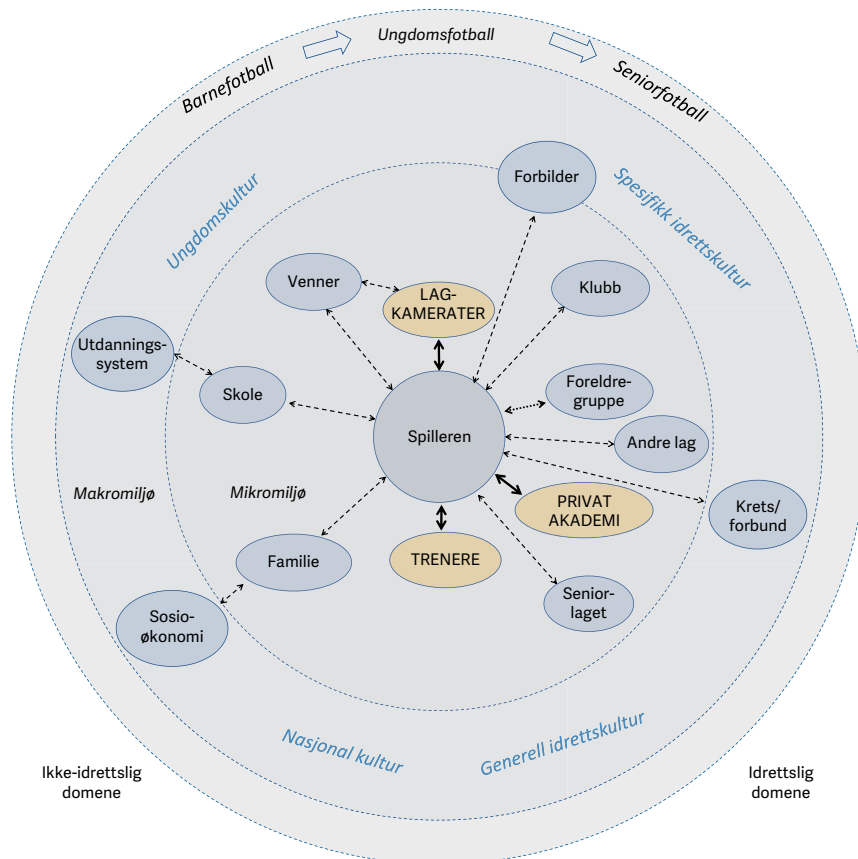 Ungdomsfotball
Barnefotball
Seniorfotball
Ungdomskultur
Spesifikk idrettskultur
Forbilder
Venner
LAG-
KAMERATER
Klubb
Utdannings-
system
Skole
Foreldre-
gruppe
Spilleren
Andre lag
Makromiljø
Mikromiljø
PRIVAT
AKADEMI
Krets/
forbund
Familie
TRENERE
Senior-
laget
Sosio-
økonomi
Nasjonal kultur
Generell idrettskultur
Ikke-idrettslig
domene
Idrettslig
domene